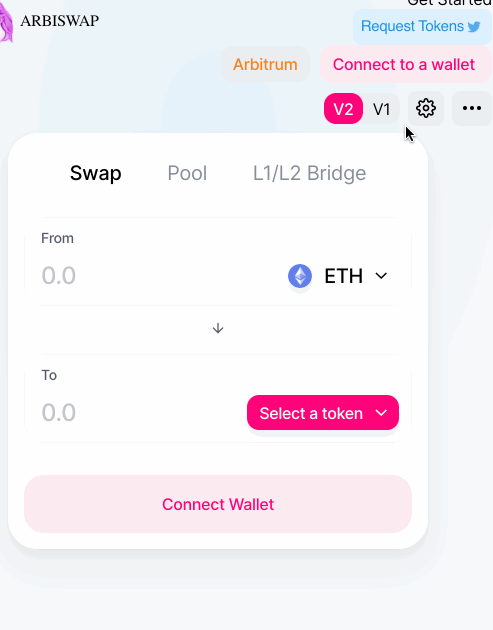 Get Started
ARBISWAP
Request Tokens
Arbitrum
Connect to a wallet
V2 V1
Swap Pool L1/L2 Bridge
From
0.0 ETH
To
0.0 Select a token
Connect Wallet